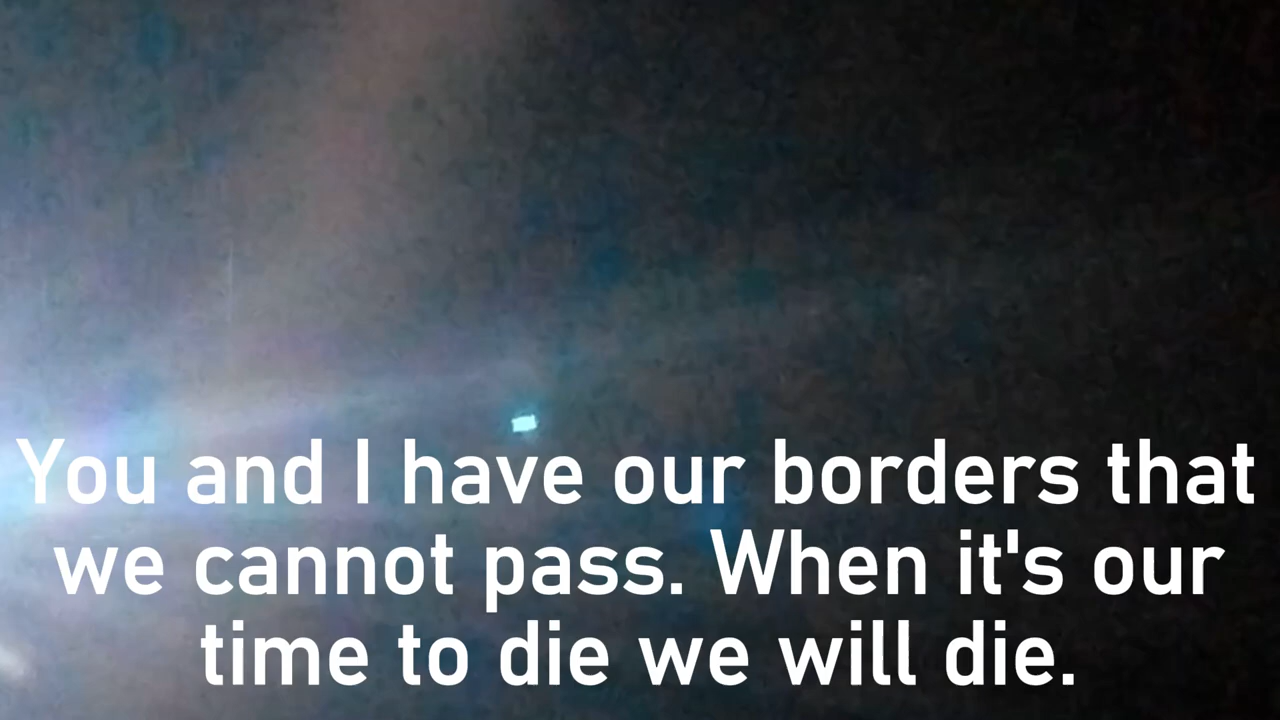 You and I have our borders that
we cannot pass. When it's our
time to die we will die.